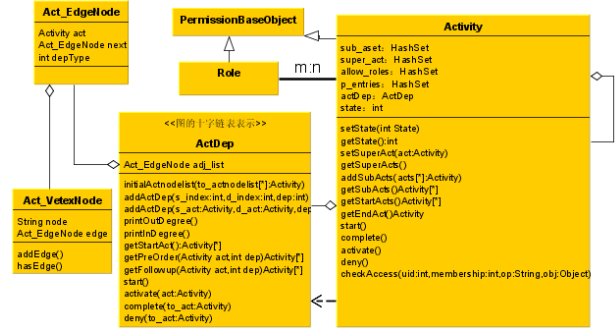 Act_EdgeNode
Activity act
Act_EdgeNode next
int depType
PermissionBaseObject
Role
m:n
Activity
sub_aset: HashSet
super_act: HashSet
allow_roles: HashSet
p_entries: HashSet
actDep: ActDep
state: int
setState(int State)
getState():int
setSuperAct(act:Activity)
getSuperActs()
addSubActs(acts[*]:Activity)
getSubActs()Activity[*]
getStartActs()Activity[*]
getEndAct()Activity
start()
complete()
activate()
deny()
checkAccess(uid:int,membership:int,op:String,obj:Object)
<<图的十字链表表示>>
ActDep
Act_EdgeNode adj_list
initialActnodelist(to_actnodelist[*]:Activity)
addActDep(s_index:int,d_index:int,dep:int)
addActDep(s_act:Activity,d_act:Activity,dep
printOutDegree()
printInDegree()
getStartAct():Activity[*]
getPreOrder(Activity act,int dep)Activity[*]
getFollowup(Activity act,int dep)Activity[*]
start()
activate(act:Activity)
complete(to_act:Activity)
deny(to_act:Activity)
Act_VetexNode
String node
Act_EdgeNode edge
addEdge()
hasEdge()